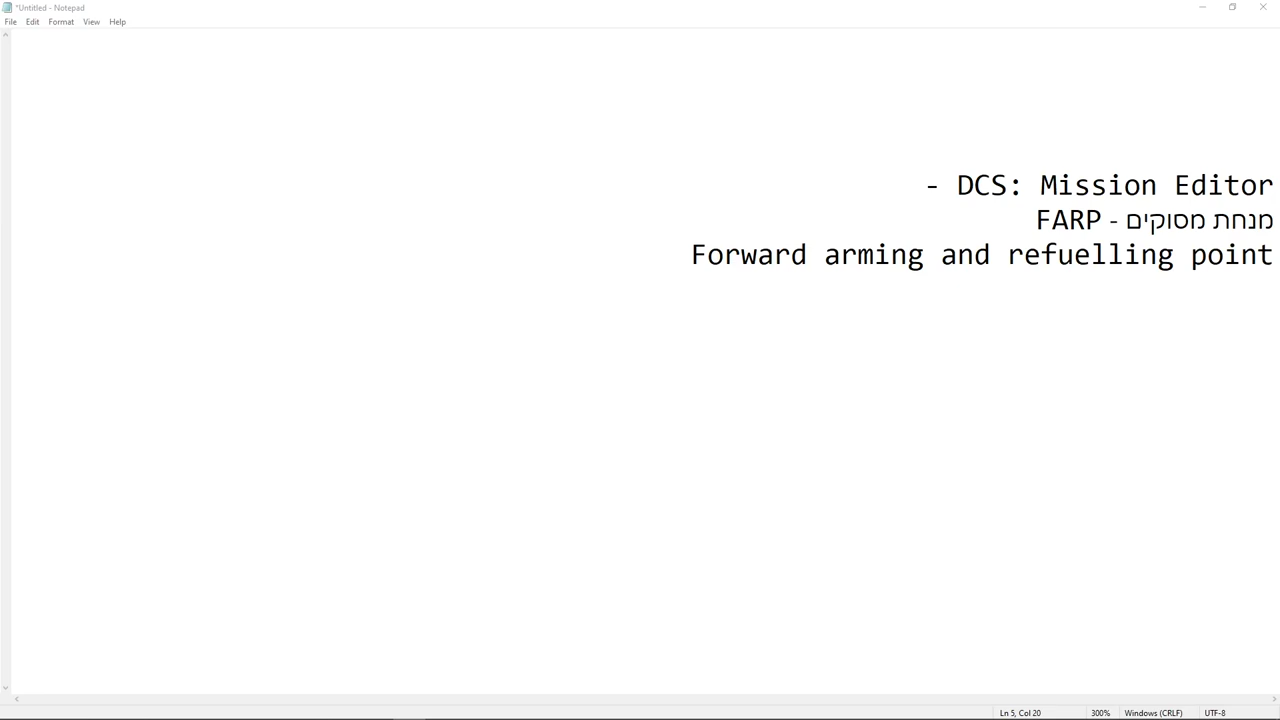 *Untitled - Notepad
File Edit Format View Help
DCS: Mission Editor -
מנחת מסוקים - FARP
Forward arming and refuelling point
Ln 5, Col 20 300% Windows (CRLF) UTF-8